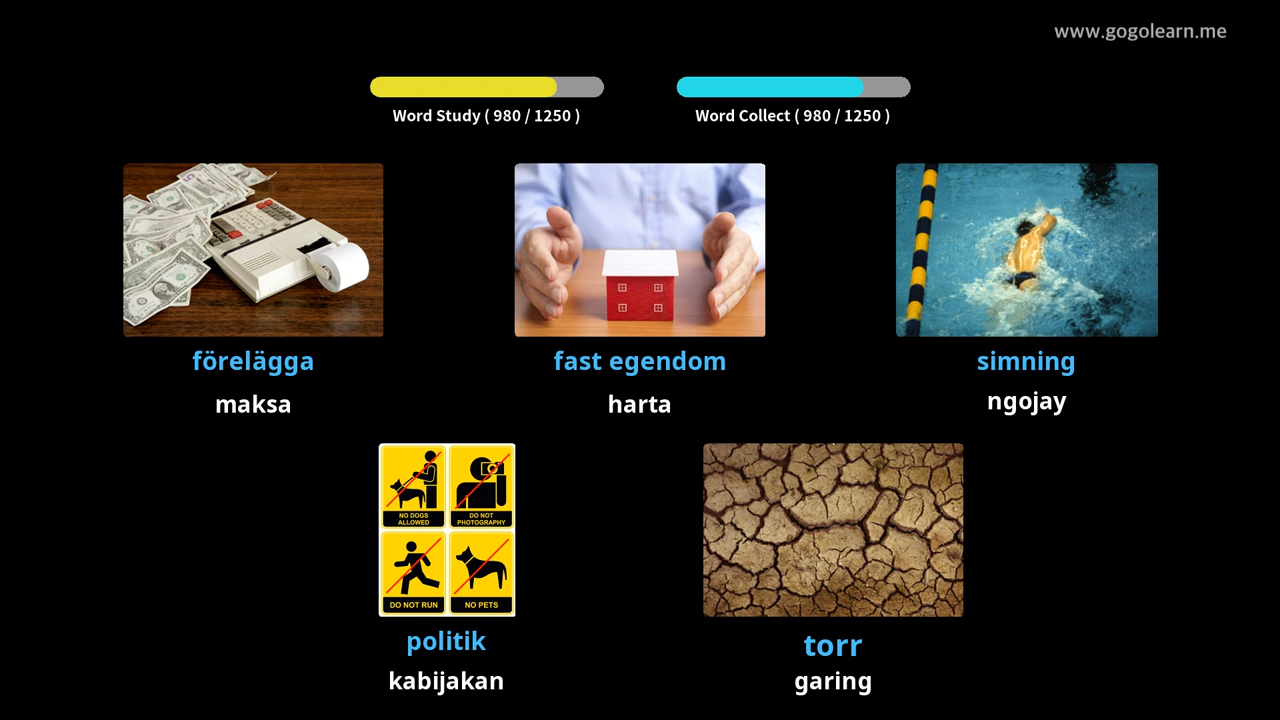 www.gogolearn.me
Word Study ( 980 / 1250 )
Word Collect ( 980 / 1250 )
förelägga
fast egendom
simning
maksa
harta
ngojay
NO DOGS
ALLOWED
DO NOT
PHOTOGRAPHY
DO NOT RUN
NO PETS
politik
torr
kabijakan
garing